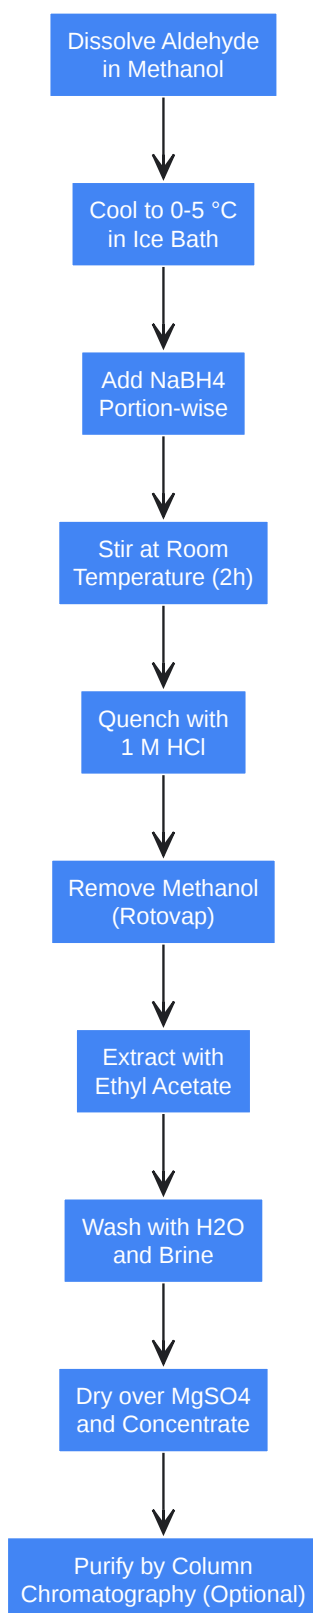 Dissolve Aldehyde
in Methanol
Cool to 0-5 °C
in Ice Bath
Add NaBH4
Portion-wise
Stir at Room
Temperature (2h)
Quench with
1 M HCl
Remove Methanol
(Rotovap)
Extract with
Ethyl Acetate
Wash with H2O
and Brine
Dry over MgSO4
and Concentrate
Purify by Column
Chromatography (Optional)